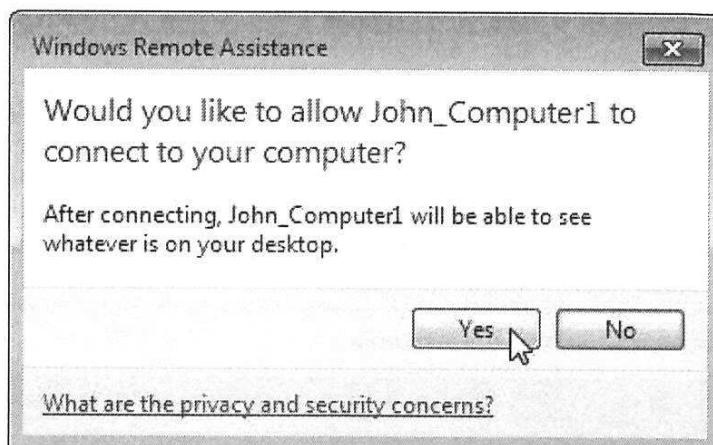 Windows Remote Assistance
Would you like to allow John_Computer1 to
connect to your computer?
After connecting, John_Computer1 will be able to see
whatever is on your desktop.
Yes
No
What are the privacy and security concerns?